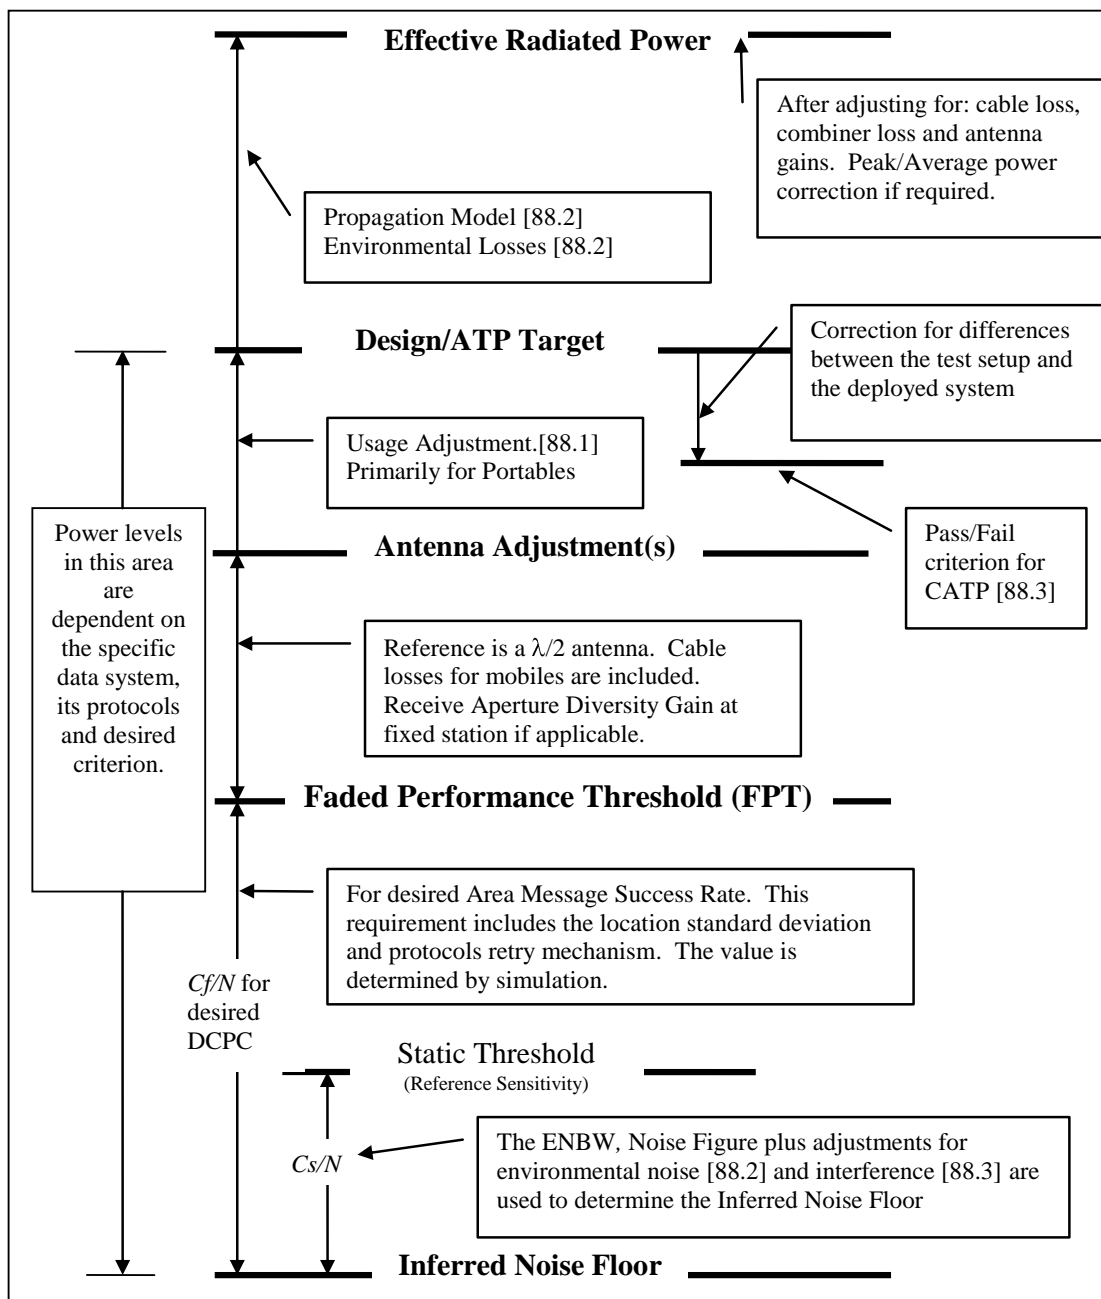 Effective Radiated Power
After adjusting for: cable loss,
combiner loss and antenna
gains. Peak/Average power
correction if required.
Propagation Model [88.2]
Environmental Losses [88.2]
Design/ATP Target
Correction for differences
between the test setup and
the deployed system
Usage Adjustment.[88.1]
Primarily for Portables
Power levels
in this area
are
dependent on
the specific
data system,
its protocols
and desired
criterion.
Antenna Adjustment(s)
Pass/Fail
criterion for
CATP [88.3]
Reference is a λ/2 antenna. Cable
losses for mobiles are included.
Receive Aperture Diversity Gain at
fixed station if applicable.
Faded Performance Threshold (FPT)
For desired Area Message Success Rate. This
requirement includes the location standard deviation
and protocols retry mechanism. The value is
determined by simulation.
Cf/N for
desired
DCPC
Static Threshold
(Reference Sensitivity)
Cs/N
The ENBW, Noise Figure plus adjustments for
environmental noise [88.2] and interference [88.3] are
used to determine the Inferred Noise Floor
Inferred Noise Floor